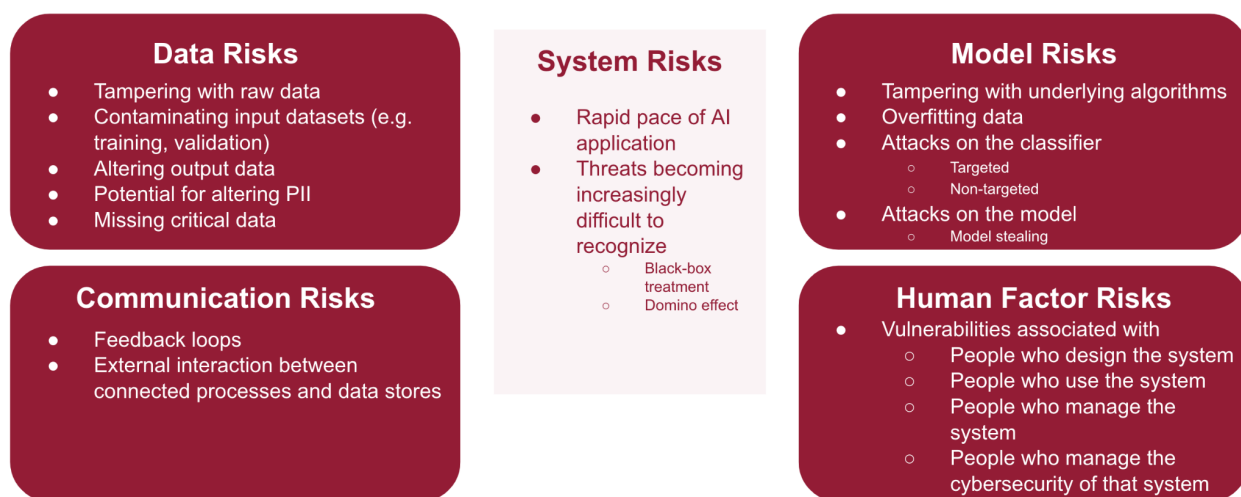 Data Risks
● Tampering with raw data
● Contaminating input datasets (e.g.
training, validation)
● Altering output data
● Potential for altering PII
● Missing critical data
Communication Risks
● Feedback loops
● External interaction between
connected processes and data stores
System Risks
● Rapid pace of AI
application
● Threats becoming
increasingly
difficult to
recognize
○ Black-box
treatment
○ Domino effect
Model Risks
● Tampering with underlying algorithms
● Overfitting data
● Attacks on the classifier
○ Targeted
○ Non-targeted
● Attacks on the model
○ Model stealing
Human Factor Risks
● Vulnerabilities associated with
○ People who design the system
○ People who use the system
○ People who manage the
system
○ People who manage the
cybersecurity of that system